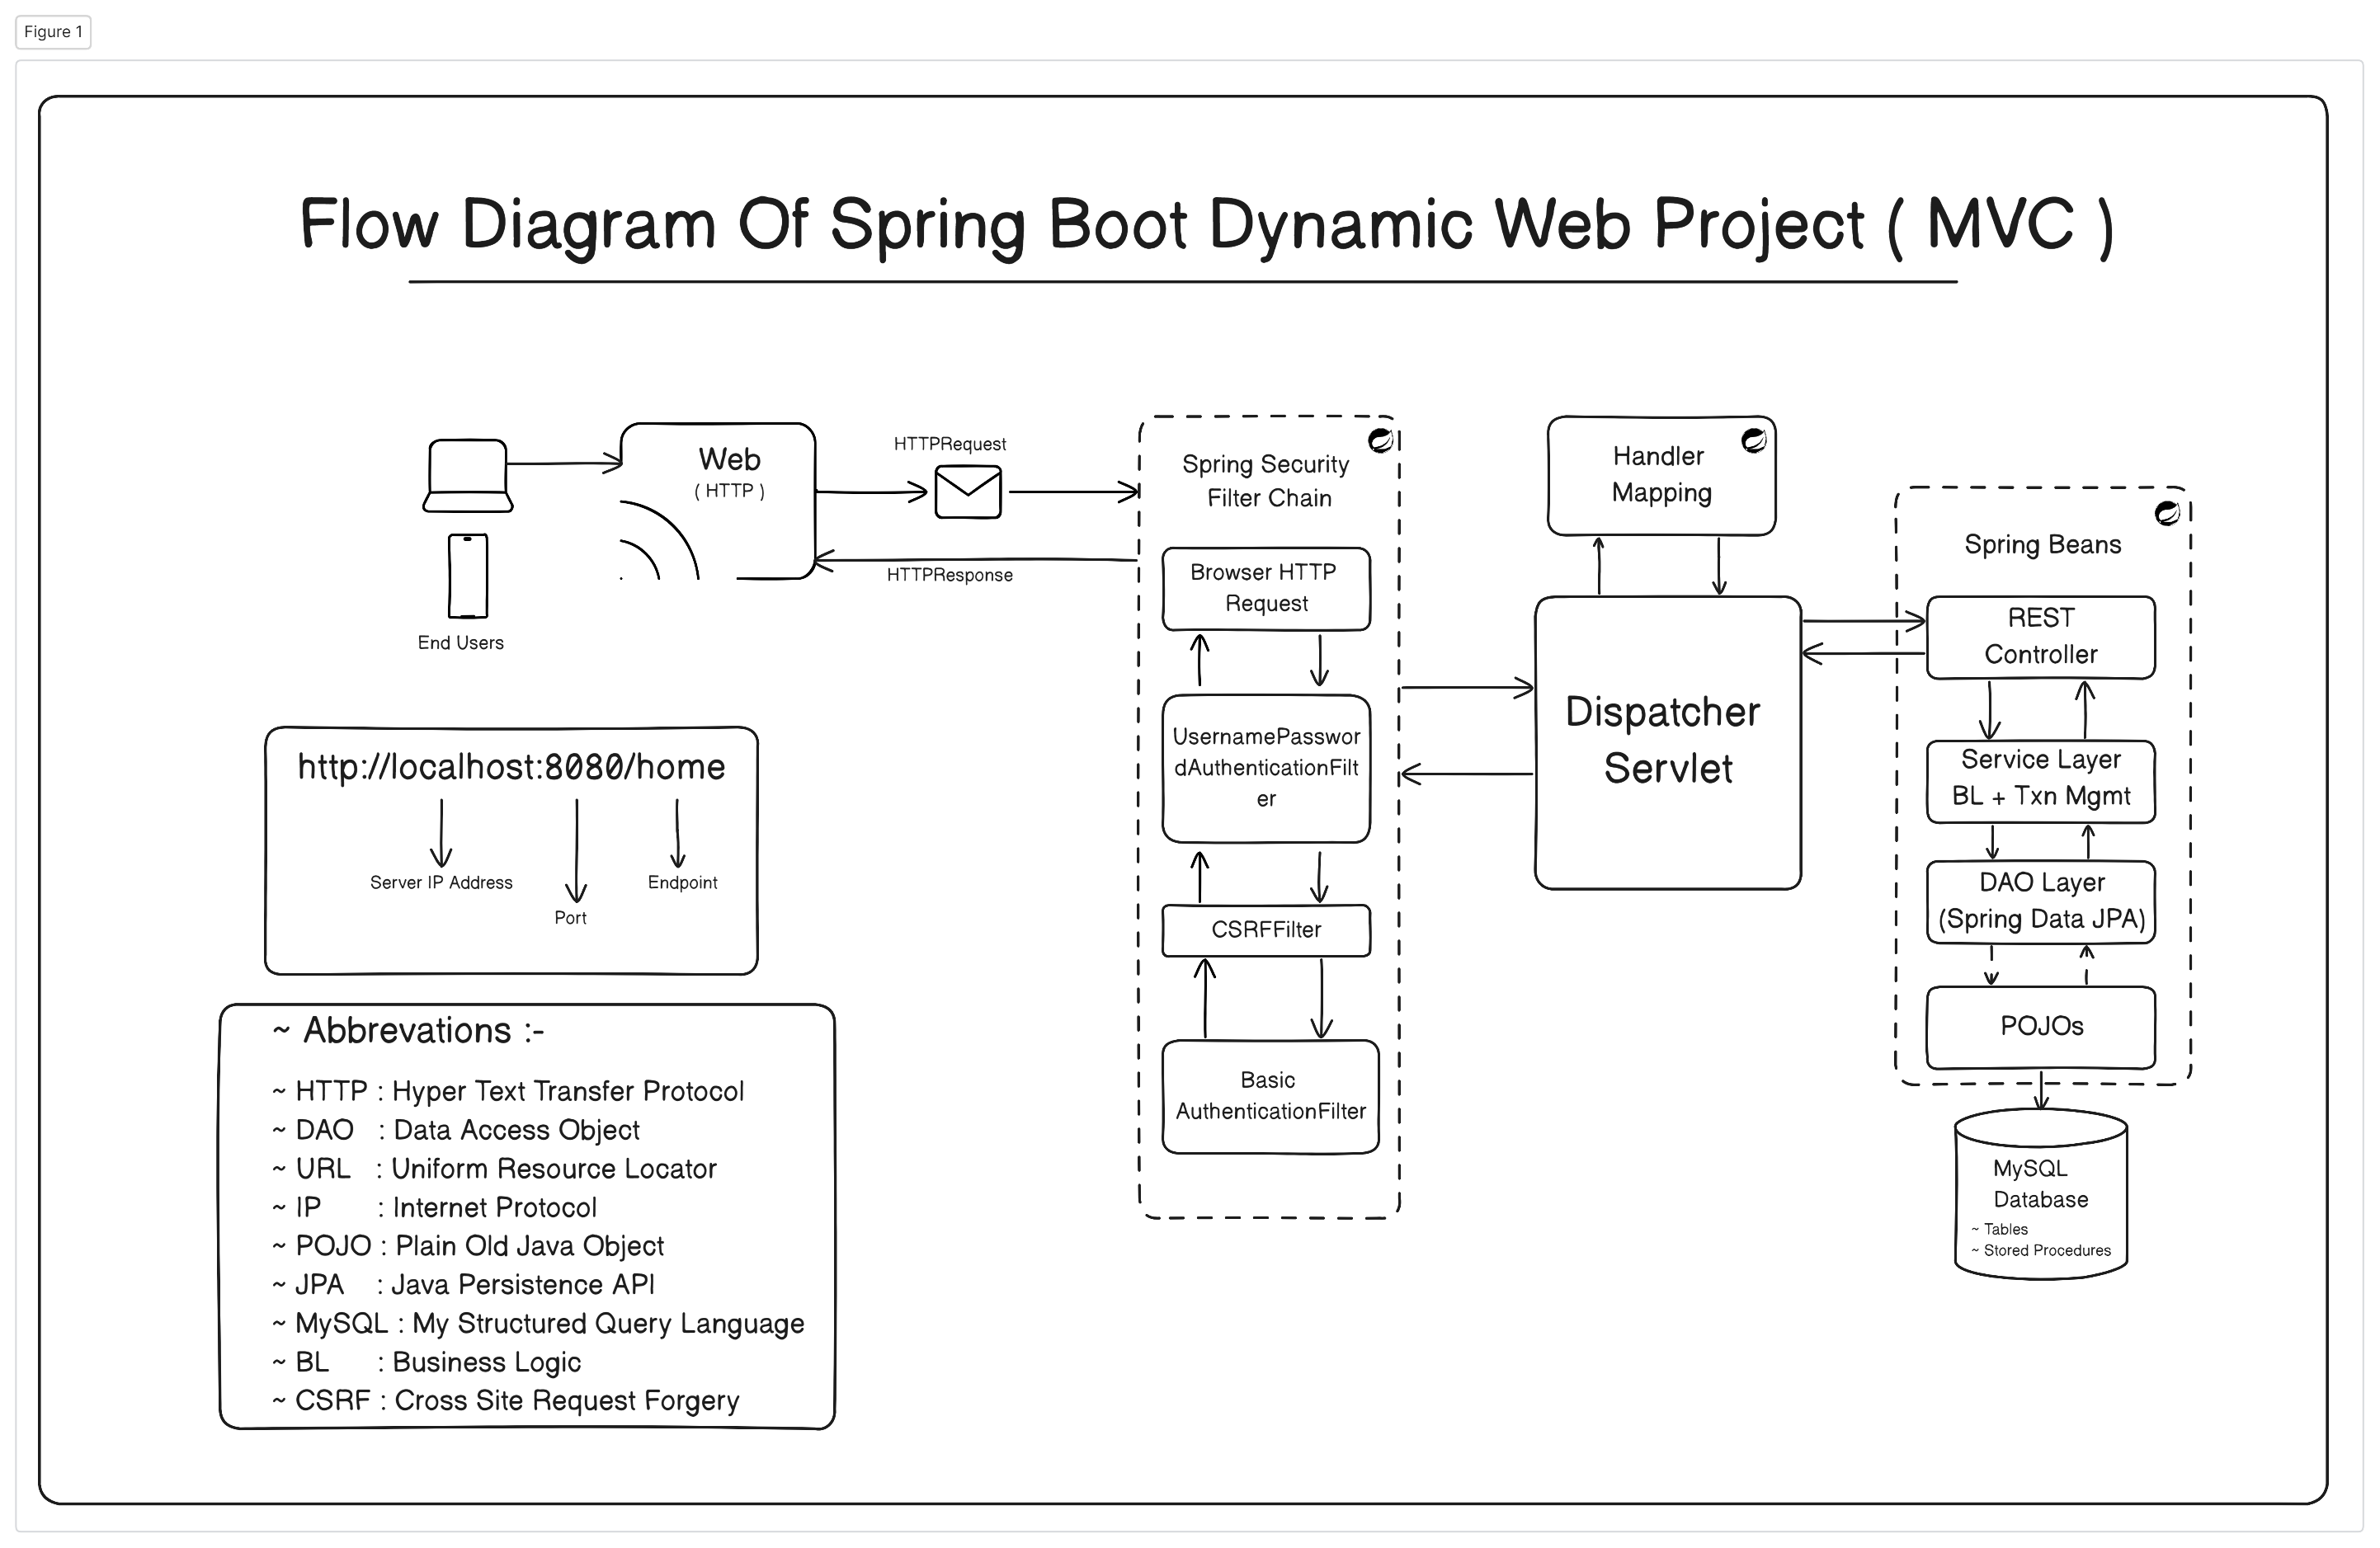 Figure 1
Flow Diagram Of Spring Boot Dynamic Web Project ( MVC )
End Users
Web
( HTTP )
HTTPRequest
HTTPResponse
Spring Security
Filter Chain
Browser HTTP
Request
UsernamePasswor
dAuthenticationFilt
er
CSRFFilter
Basic
AuthenticationFilter
Handler
Mapping
Dispatcher
Servlet
Spring Beans
REST
Controller
Service Layer
BL + Txn Mgmt
DAO Layer
(Spring Data JPA)
POJOs
MySQL
Database
~ Tables
~ Stored Procedures
http://localhost:8080/home
Server IP Address
Port
Endpoint
~ Abbrevations :-
~ HTTP : Hyper Text Transfer Protocol
~ DAO : Data Access Object
~ URL : Uniform Resource Locator
~ IP : Internet Protocol
~ POJO : Plain Old Java Object
~ JPA : Java Persistence API
~ MySQL : My Structured Query Language
~ BL : Business Logic
~ CSRF : Cross Site Request Forgery